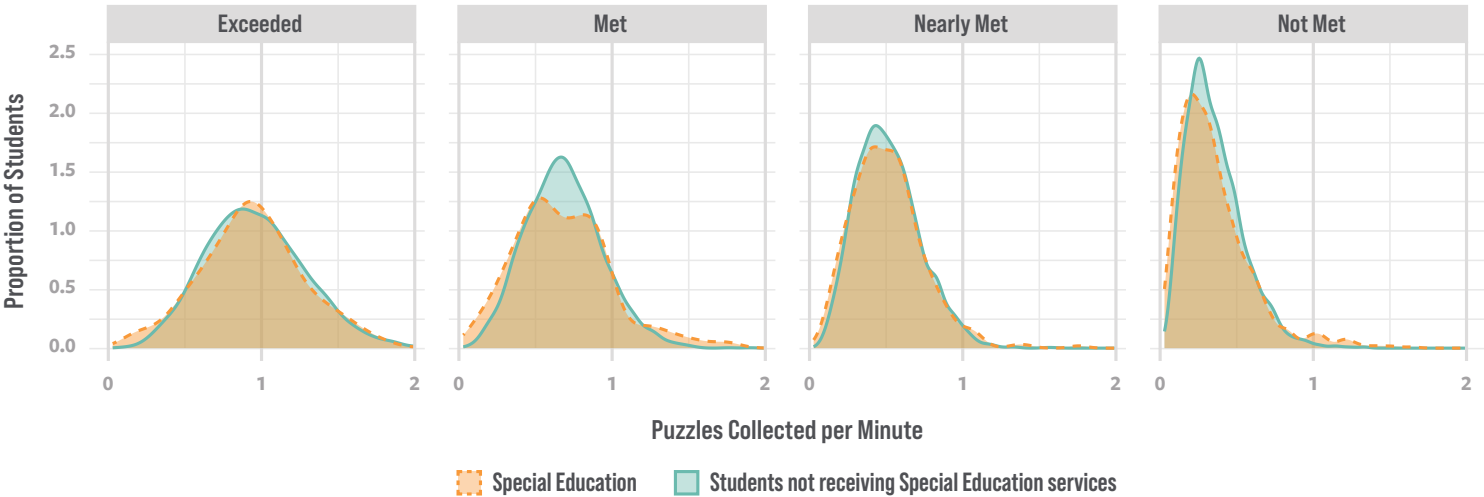 Exceeded
Met
Nearly Met
Not Met
Proportion of Students
2.5
2.0
1.5
1.0
0.5
0.0
0 1 2
0 1 2
0 1 2
0 1 2
Puzzles Collected per Minute
Special Education
Students not receiving Special Education services